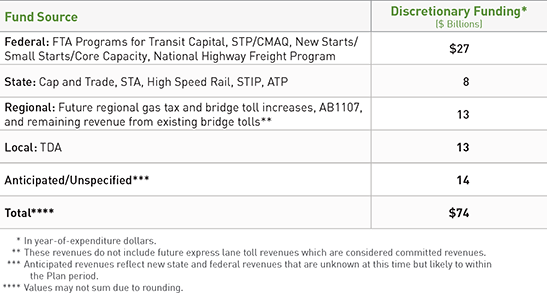 Fund Source
Discretionary Funding*
[$ Billions]
Federal: FTA Programs for Transit Capital, STP/CMAQ, New Starts/
Small Starts/Core Capacity, National Highway Freight Program
$27
State: Cap and Trade, STA, High Speed Rail, STIP, ATP
8
Regional: Future regional gas tax and bridge toll increases, AB1107,
and remaining revenue from existing bridge tolls**
13
Local: TDA
13
Anticipated/Unspecified***
14
Total****
$74
* In year-of-expenditure dollars.
** These revenues do not include future express lane toll revenues which are considered committed revenues.
*** Anticipated revenues reflect new state and federal revenues that are unknown at this time but likely to within
the Plan period.
**** Values may not sum due to rounding.